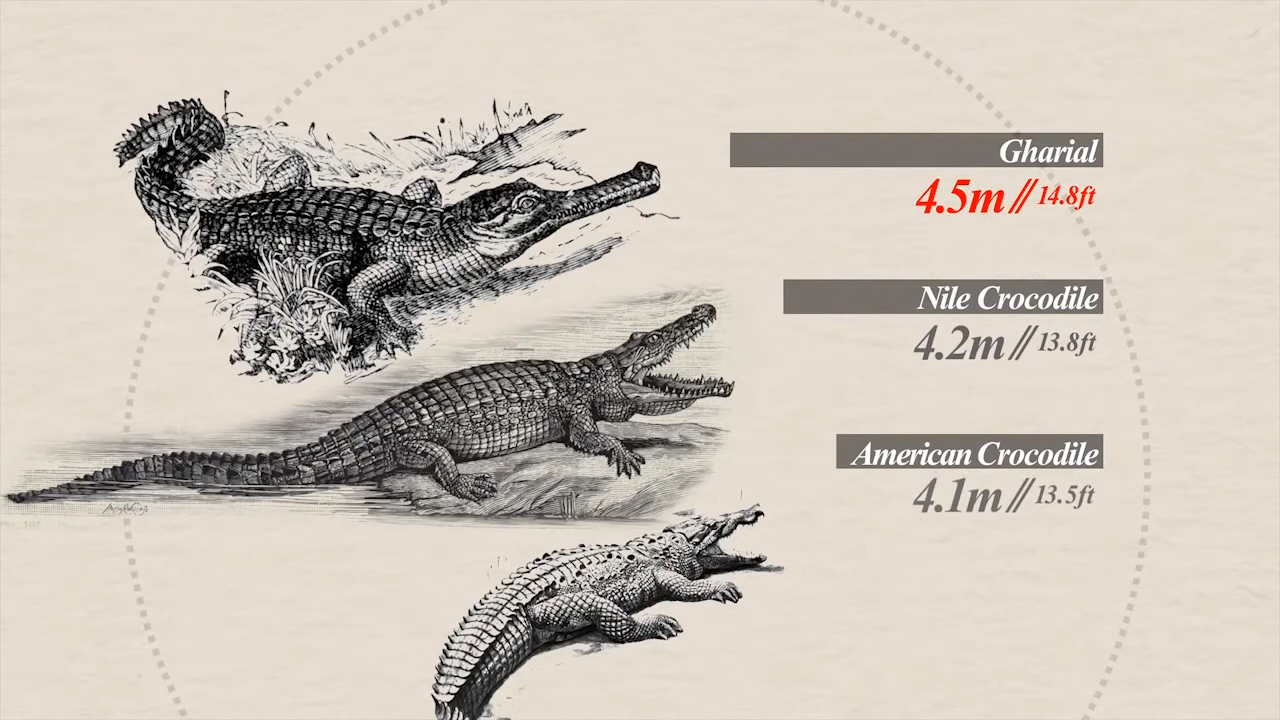 Gharial
4.5m // 14.8ft
Nile Crocodile
4.2m // 13.8ft
American Crocodile
4.1m // 13.5ft